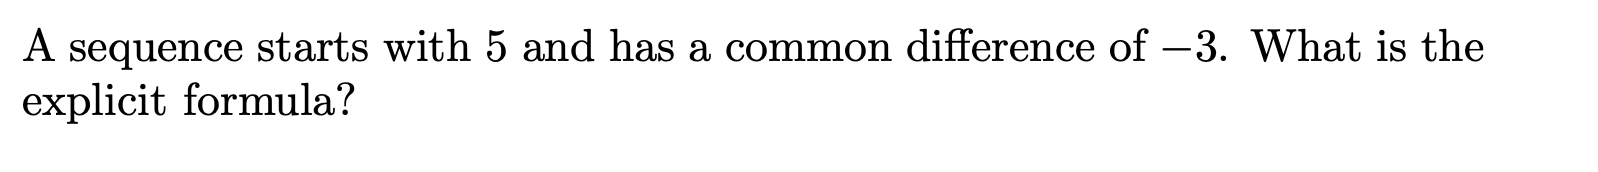 A sequence starts with 5 and has a common difference of −3. What is the
explicit formula?